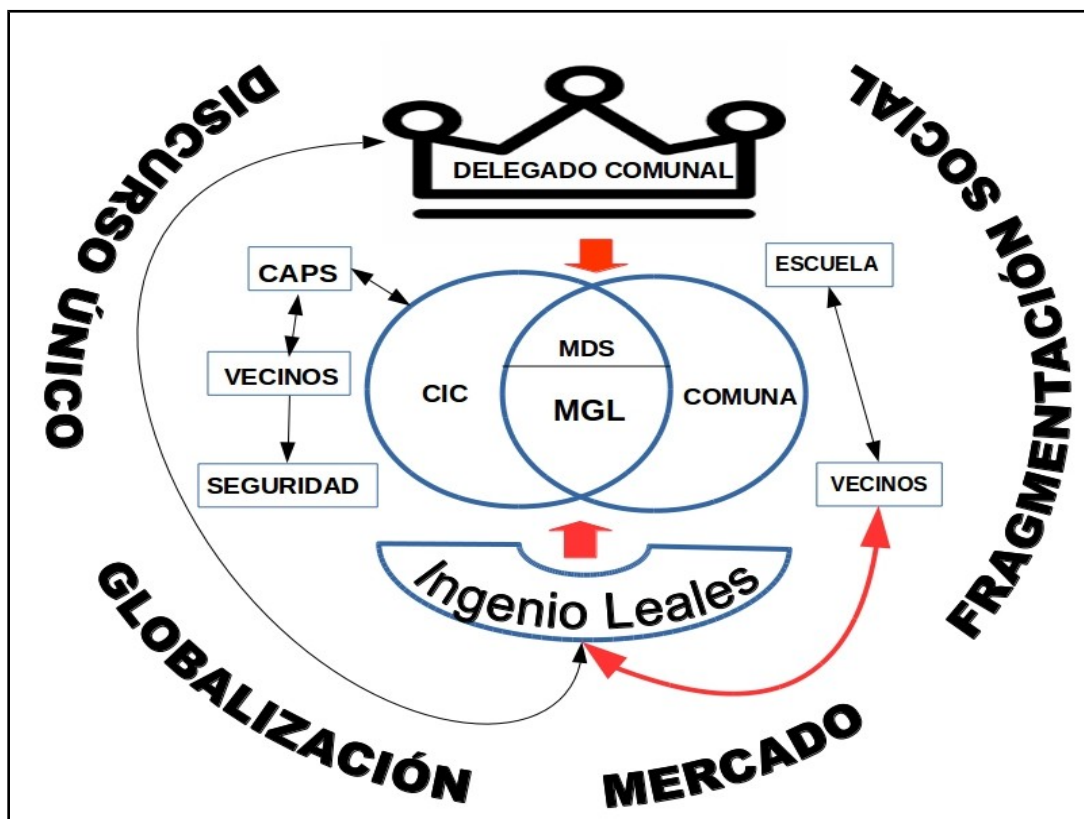 DISCURSO ÚNICO
FRAGMENTACIÓN SOCIAL
DELEGADO COMUNAL
CAPS
ESCUELA
MDS
VECINOS
CIC
MGL
COMUNA
SEGURIDAD
VECINOS
Ingenio Leales
GLOBALIZACIÓN
MERCADO